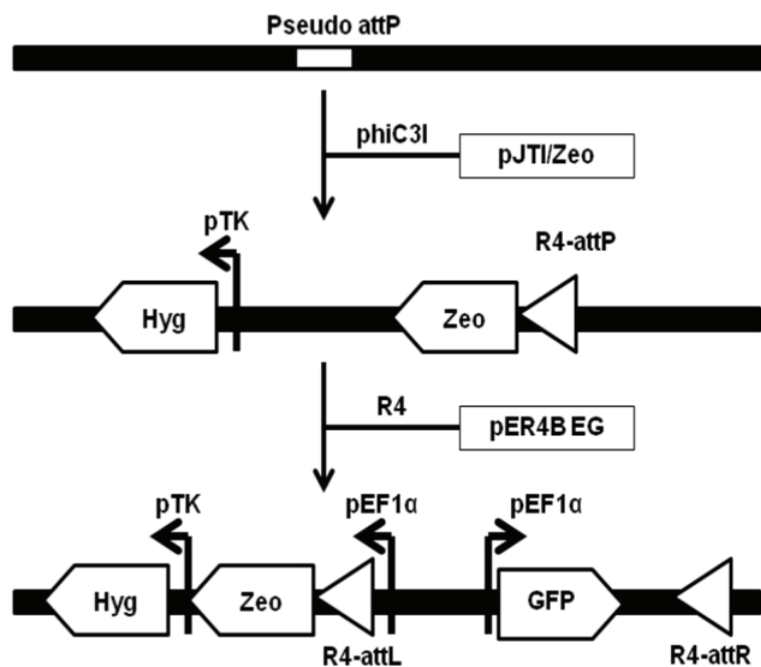 Pseudo attP
phiC3I
pJTI/Zeo
pTK
R4-attP
Hyg
Zeo
R4
pER4B EG
pTK
pEF1α
pEF1α
Hyg
Zeo
GFP
R4-attL
R4-attR